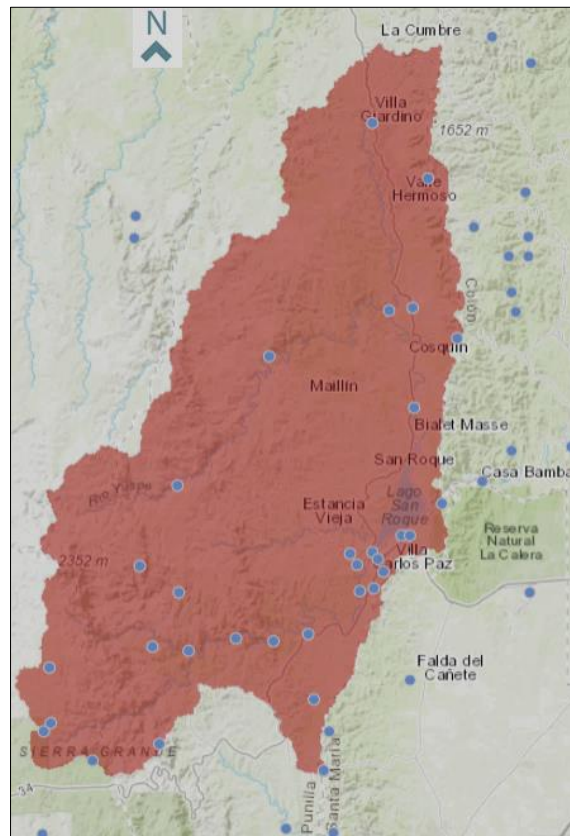 N
La Cumbre
Villa
Giardino
1652 m
Valle
Hermoso
Colón
Cosquín
Maillín
Bialet Masse
San Roque
Casa Bamba
Río Yuspe
Lago
San
Roque
Estancia
Vieja
Reserva
Natural
La Calera
Villa
Carlos Paz
2352 m
Falda del
Cañete
SIERRA GRANDE
Punilla
Santa María